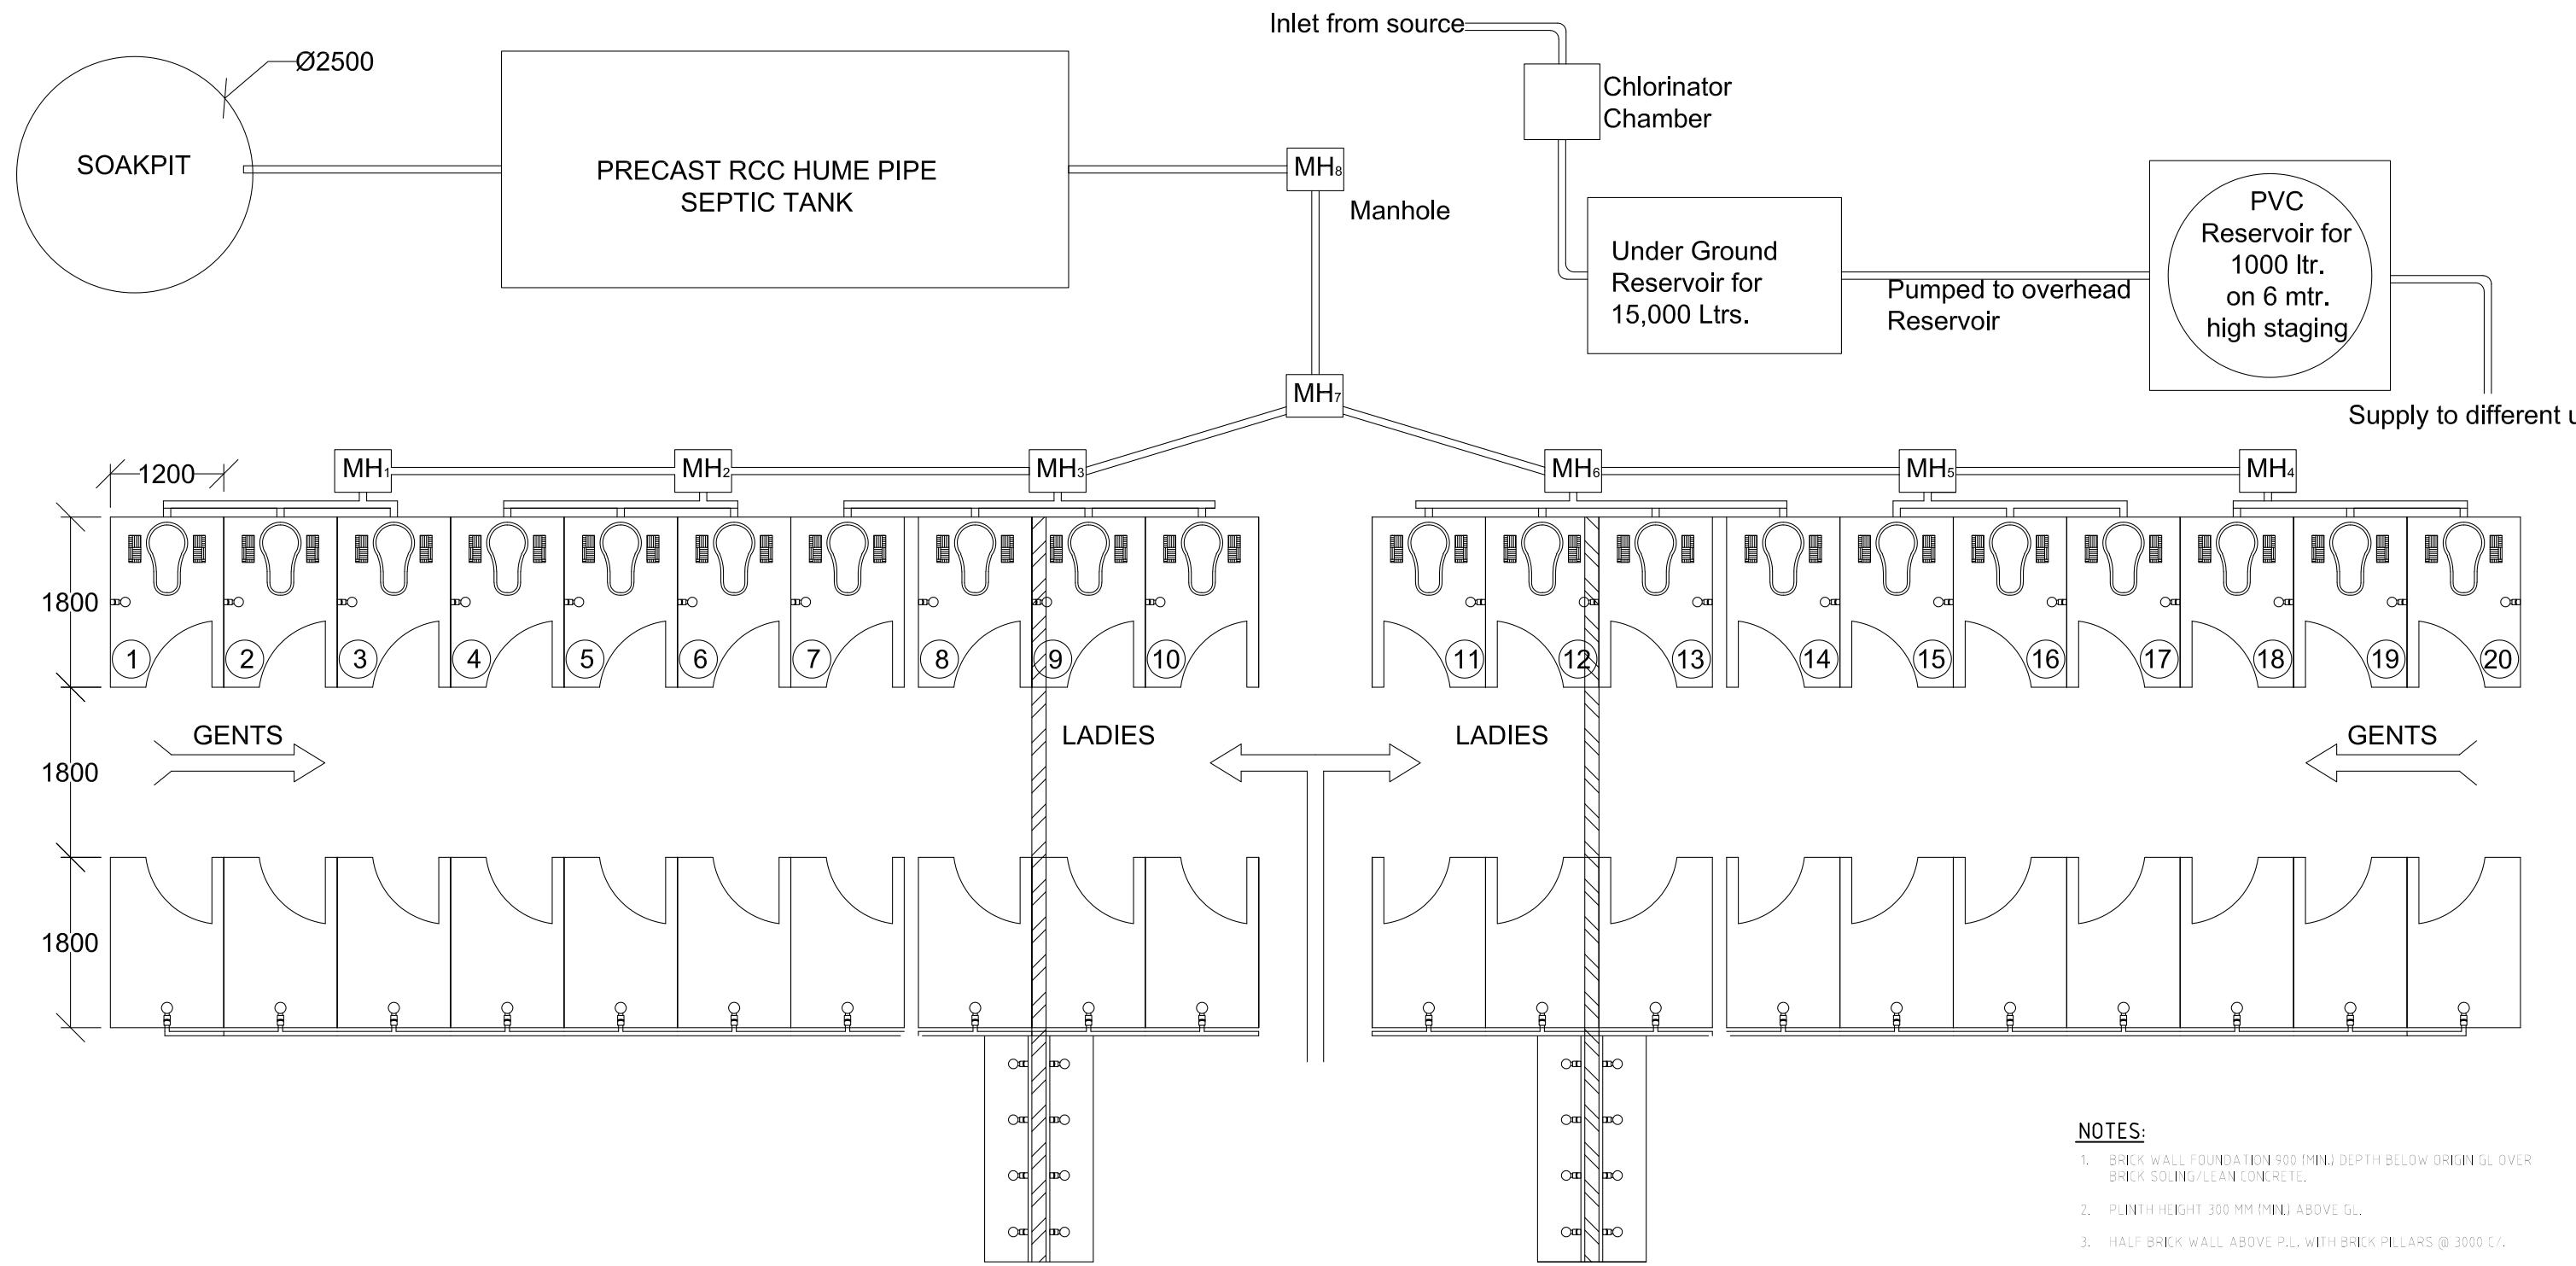 Inlet from source
Ø2500
Chlorinator
Chamber
SOAKPIT
PRECAST RCC HUME PIPE
SEPTIC TANK
MH8
Manhole
Under Ground
Reservoir for
15,000 Ltrs.
Pumped to overhead
Reservoir
PVC
Reservoir for
1000 ltr.
on 6 mtr.
high staging
Supply to different u
MH7
1200
MH1
MH2
MH3
MH6
MH5
MH4
1800
1 2 3 4 5 6 7 8 9 10 11 12 13 14 15 16 17 18 19 20
GENTS
LADIES
LADIES
GENTS
1800
1800
NOTES:
1. BRICK WALL FOUNDATION 900 (MIN.) DEPTH BELOW ORIGIN GL OVER
BRICK SOLING/LEAN CONCRETE.
2. PLINTH HEIGHT 300 MM (MIN.) ABOVE GL.
3. HALF BRICK WALL ABOVE P.L. WITH BRICK PILLARS @ 3000 C/.